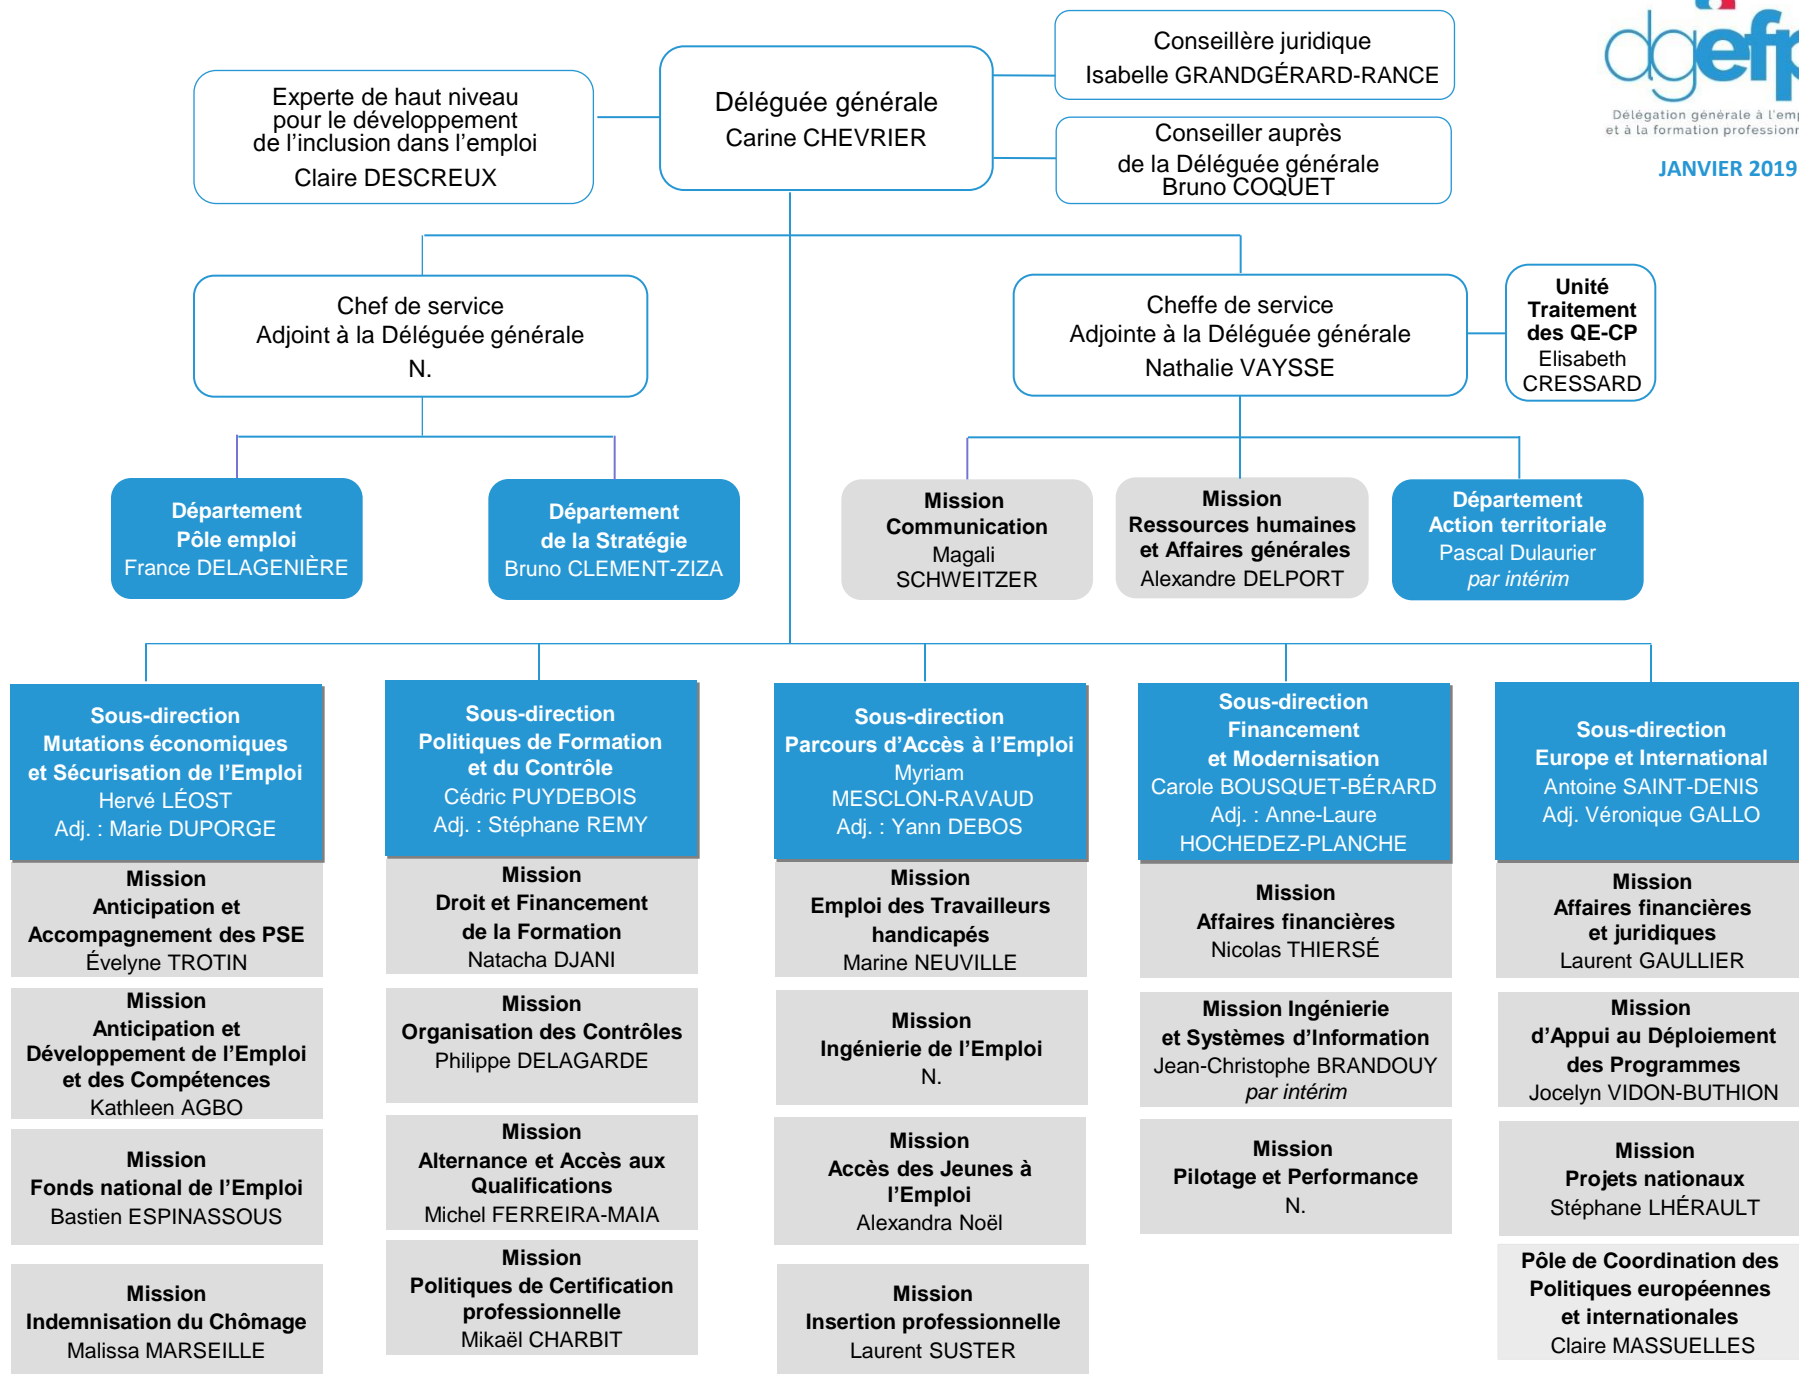 Conseillère juridique
Isabelle GRANDGÉRARD-RANCE
dgefp
Délégation générale à l'emp
et à la formation profession
JANVIER 2019
Experte de haut niveau
pour le développement
de l'inclusion dans l'emploi
Claire DESCREUX
Déléguée générale
Carine CHEVRIER
Conseiller auprès
de la Déléguée générale
Bruno COQUET
Chef de service
Adjoint à la Déléguée générale
N.
Cheffe de service
Adjointe à la Déléguée générale
Nathalie VAYSSE
Unité
Traitement
des QE-CP
Elisabeth
CRESSARD
Département
Pôle emploi
France DELAGENIÈRE
Département
de la Stratégie
Bruno CLEMENT-ZIZA
Mission
Communication
Magali
SCHWEITZER
Mission
Ressources humaines
et Affaires générales
Alexandre DELPORT
Département
Action territoriale
Pascal Dulaurier
par intérim
Sous-direction
Mutations économiques
et Sécurisation de l'Emploi
Hervé LÉOST
Adj. : Marie DUPORGE
Mission
Anticipation et
Accompagnement des PSE
Évelyne TROTIN
Mission
Anticipation et
Développement de l'Emploi
et des Compétences
Kathleen AGBO
Mission
Fonds national de l'Emploi
Bastien ESPINASSOUS
Mission
Indemnisation du Chômage
Malissa MARSEILLE
Sous-direction
Politiques de Formation
et du Contrôle
Cédric PUYDEBOIS
Adj. : Stéphane REMY
Mission
Droit et Financement
de la Formation
Natacha DJANI
Mission
Organisation des Contrôles
Philippe DELAGARDE
Mission
Alternance et Accès aux
Qualifications
Michel FERREIRA-MAIA
Mission
Politiques de Certification
professionnelle
Mikaël CHARBIT
Sous-direction
Parcours d'Accès à l'Emploi
Myriam
MESCLON-RAVAUD
Adj. : Yann DEBOS
Mission
Emploi des Travailleurs
handicapés
Marine NEUVILLE
Mission
Ingénierie de l'Emploi
N.
Mission
Accès des Jeunes à
l'Emploi
Alexandra Noël
Mission
Insertion professionnelle
Laurent SUSTER
Sous-direction
Financement
et Modernisation
Carole BOUSQUET-BÉRARD
Adj. : Anne-Laure
HOCHEDEZ-PLANCHE
Mission
Affaires financières
Nicolas THIERSÉ
Mission Ingénierie
et Systèmes d'Information
Jean-Christophe BRANDOUY
par intérim
Mission
Pilotage et Performance
N.
Sous-direction
Europe et International
Antoine SAINT-DENIS
Adj. Véronique GALLO
Mission
Affaires financières
et juridiques
Laurent GAULLIER
Mission
d'Appui au Déploiement
des Programmes
Jocelyn VIDON-BUTHION
Mission
Projets nationaux
Stéphane LHÉRAULT
Pôle de Coordination des
Politiques européennes
et internationales
Claire MASSUELLES